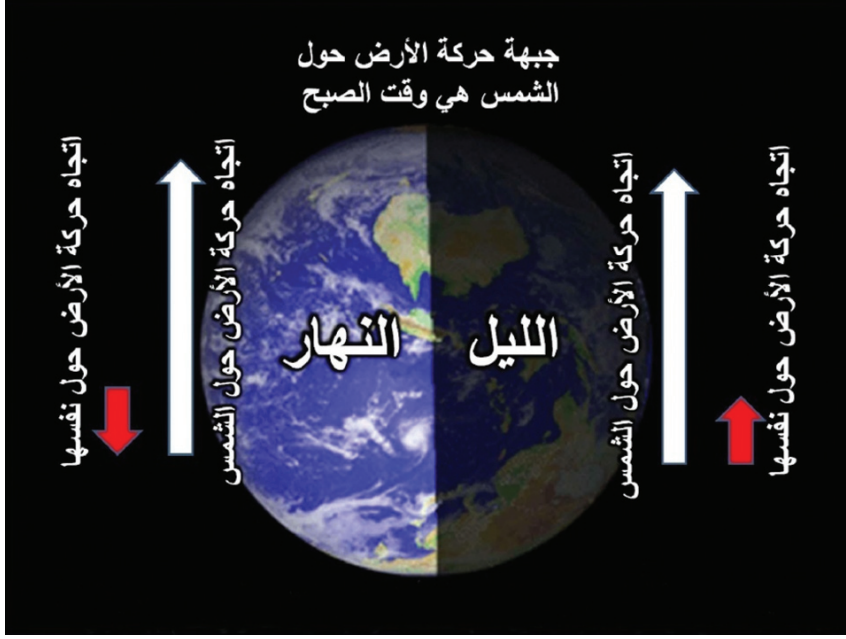 جبهة حركة الأرض حول
الشمس هي وقت الصبح
اتجاه حركة الأرض حول نفسها
اتجاه حركة الأرض حول الشمس
الليل
النهار
اتجاه حركة الأرض حول الشمس
اتجاه حركة الأرض حول نفسها